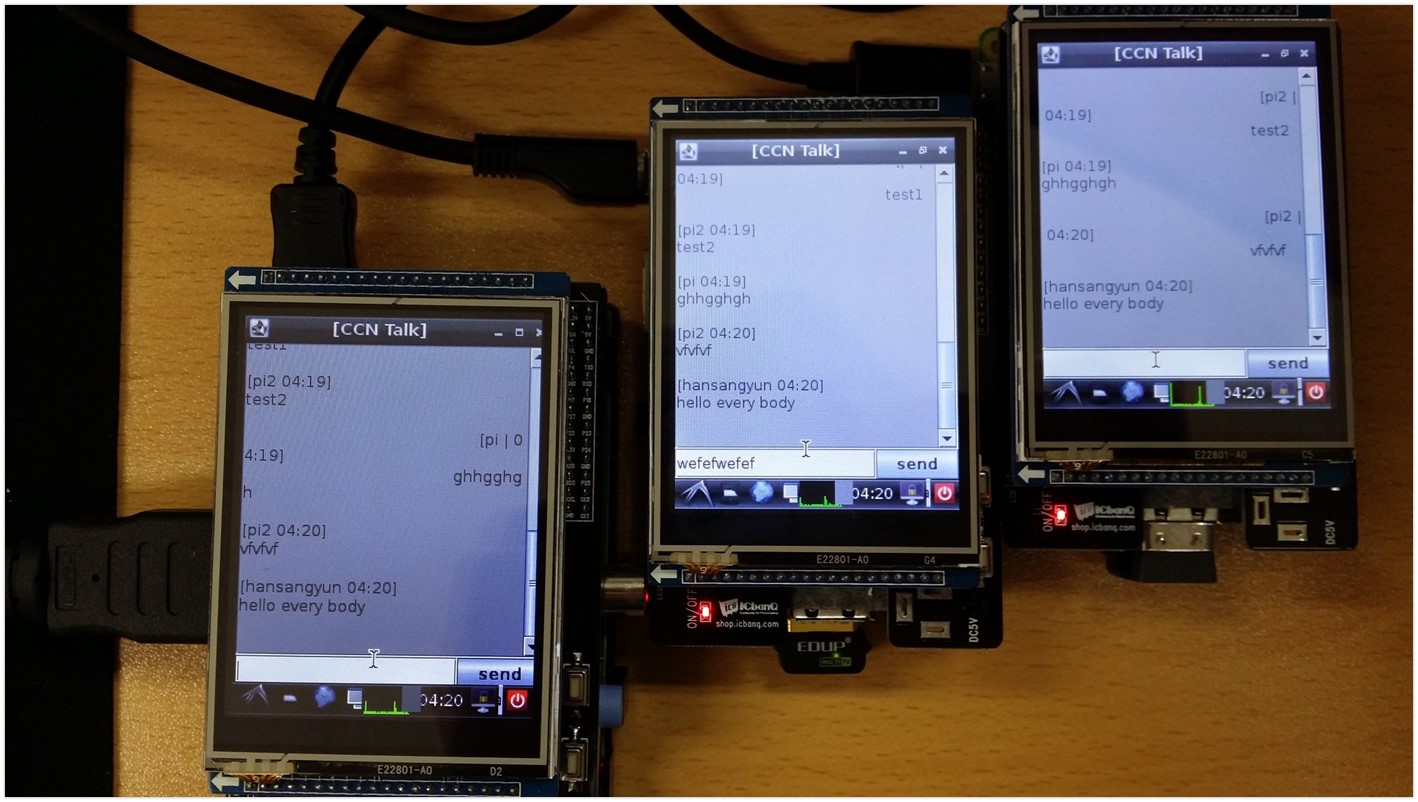 [CCN Talk]
test1
[pi2 04:19]
test2
[pi | 0
4:19]
ghhgghg
h
[pi2 04:20]
vfvfvf
[hansangyun 04:20]
hello every body
send
04:20
E22801-A0
D2
[CCN Talk]
04:19]
test1
[pi2 04:19]
test2
[pi 04:19]
ghhgghgh
[pi2 04:20]
vfvfvf
[hansangyun 04:20]
hello every body
wefefwefef
send
04:20
E22801-A0
G4
ON/OFF
ICbanQ
shop.icbanq.com
EDUP
DC5V
[CCN Talk]
[pi2 |
04:19]
test2
[pi 04:19]
ghhgghgh
[pi2 |
04:20]
vfvfvf
[hansangyun 04:20]
hello every body
send
04:20
E22801-A0
C5
ON/OFF
ICbanQ
shop.icbanq.com
DC5V